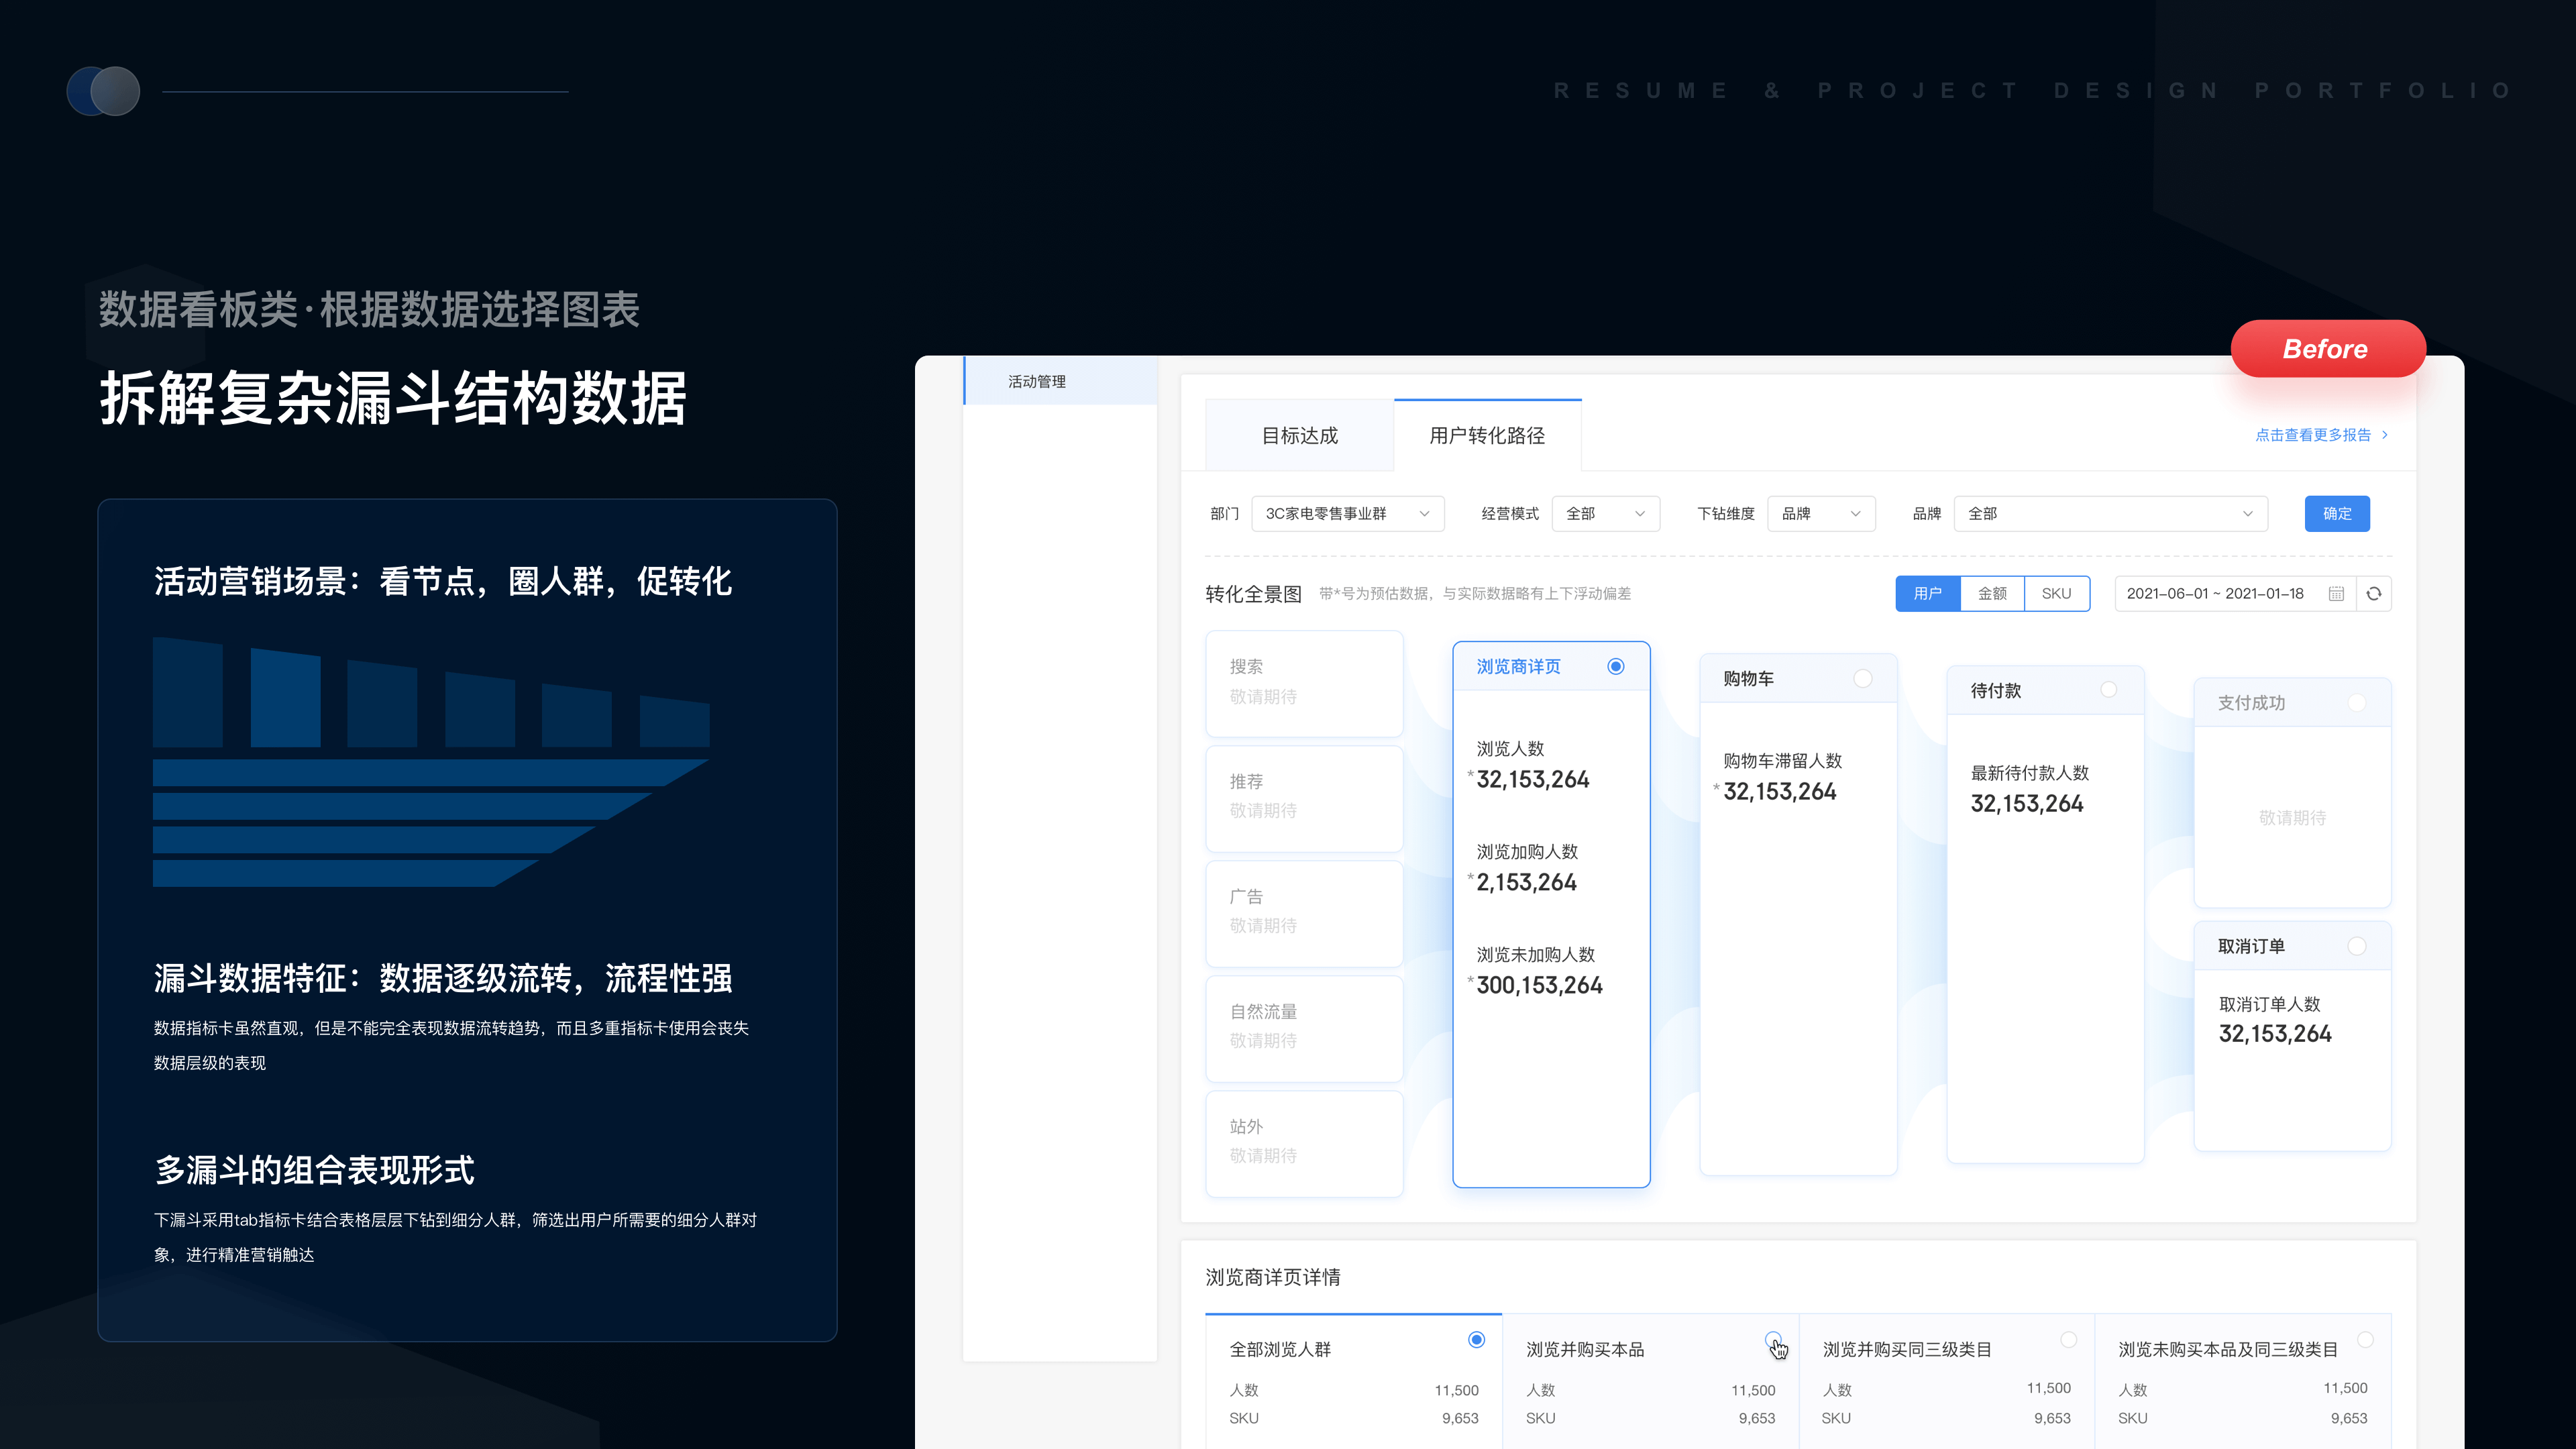 RESUME & PROJECT DESIGN PORTFOLIO
数据看板类·根据数据选择图表
拆解复杂漏斗结构数据
活动营销场景：看节点，圈人群，促转化
漏斗数据特征：数据逐级流转，流程性强
数据指标卡虽然直观，但是不能完全表现数据流转趋势，而且多重指标卡使用会丧失
数据层级的表现
多漏斗的组合表现形式
下漏斗采用tab指标卡结合表格层层下钻到细分人群，筛选出用户所需要的细分人群对
象，进行精准营销触达
Before
活动管理
目标达成
用户转化路径
点击查看更多报告 >
部门 3C家电零售事业群
经营模式 全部
下钻维度 品牌
品牌 全部
确定
转化全景图 带*号为预估数据，与实际数据略有上下浮动偏差
用户 金额 SKU
2021-06-01 ~ 2021-01-18
搜索
敬请期待
推荐
敬请期待
广告
敬请期待
自然流量
敬请期待
站外
敬请期待
浏览商详页
浏览人数
*32,153,264
浏览加购人数
*2,153,264
浏览未加购人数
*300,153,264
购物车
购物车滞留人数
*32,153,264
待付款
最新待付款人数
32,153,264
支付成功
敬请期待
取消订单
取消订单人数
32,153,264
浏览商详页详情
全部浏览人群
人数 11,500
SKU 9,653
浏览并购买本品
人数 11,500
SKU 9,653
浏览并购买同三级类目
人数 11,500
SKU 9,653
浏览未购买本品及同三级类目
人数 11,500
SKU 9,653